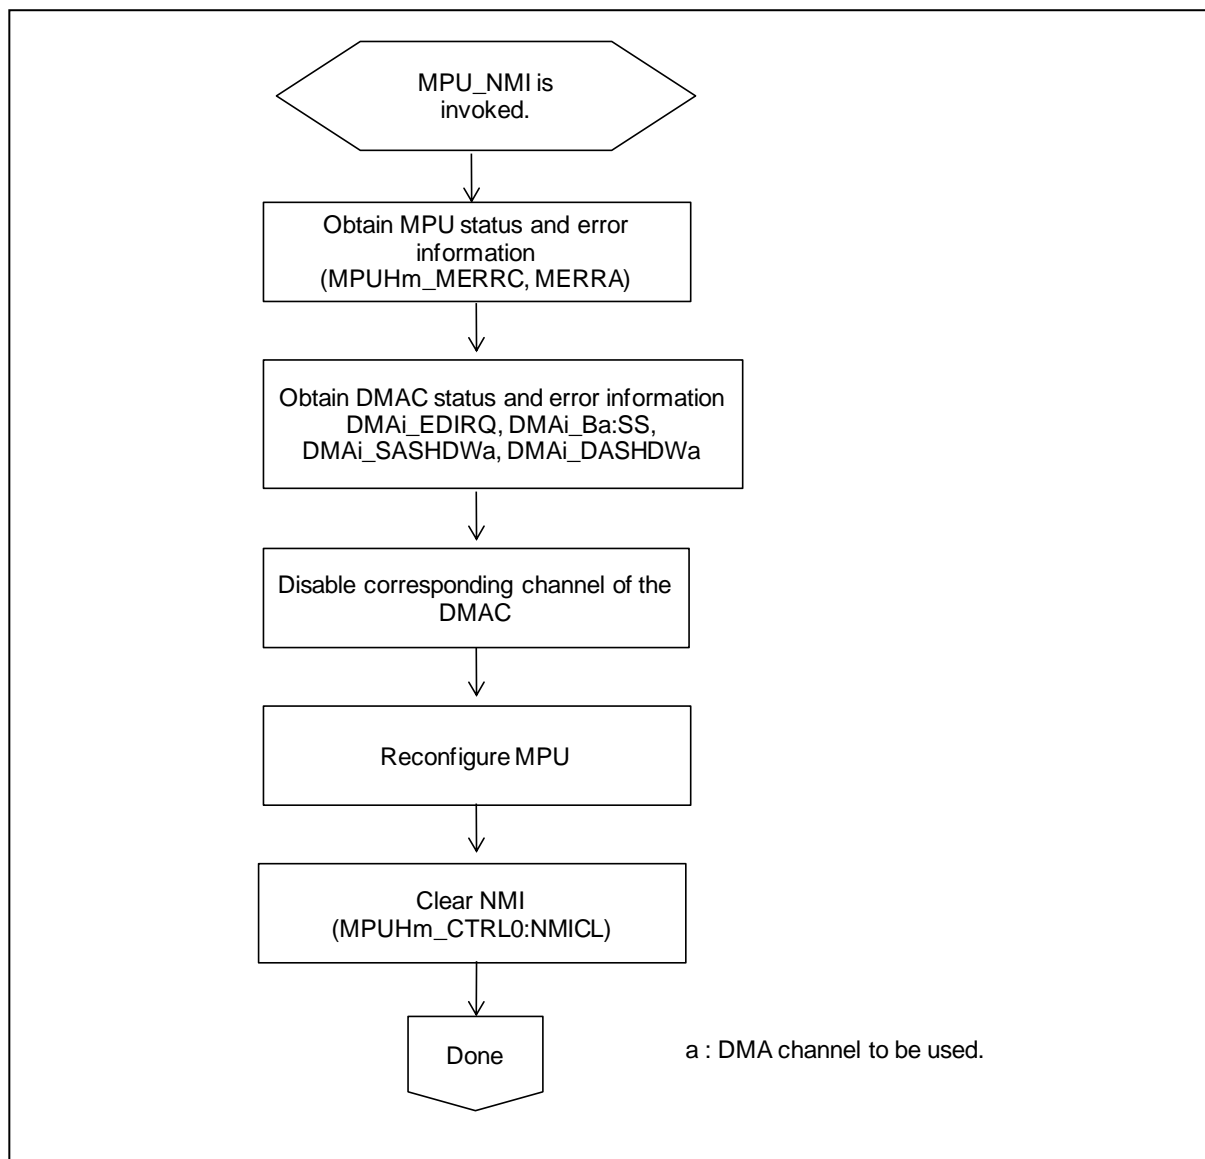 MPU_NMI is
invoked.
Obtain MPU status and error
information
(MPUHm_MERRC, MERRA)
Obtain DMAC status and error information
DMAi_EDIRQ, DMAi_Ba:SS,
DMAi_SASHDWa, DMAi_DASHDWa
Disable corresponding channel of the
DMAC
Reconfigure MPU
Clear NMI
(MPUHm_CTRL0:NMICL)
Done
a : DMA channel to be used.